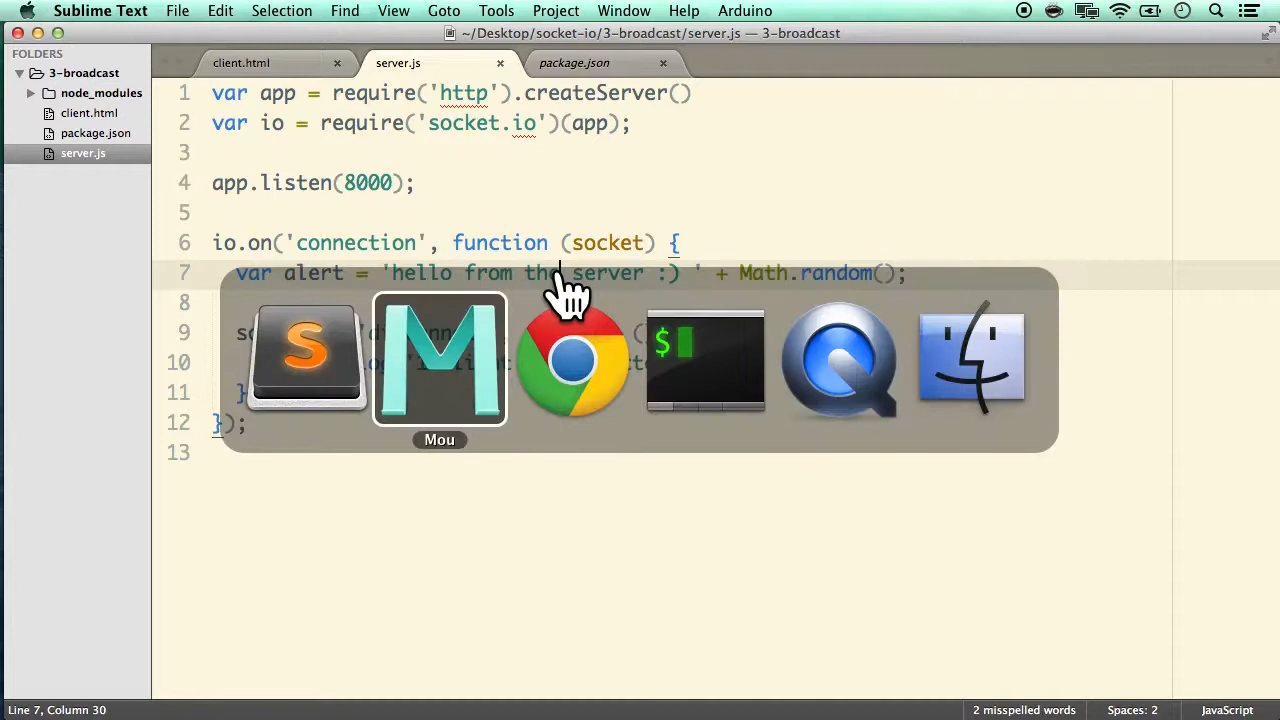 Sublime Text File Edit Selection Find View Goto Tools Project Window Help Arduino
~/Desktop/socket-io/3-broadcast/server.js — 3-broadcast
FOLDERS
3-broadcast
node_modules
client.html
package.json
server.js
client.html server.js package.json
1 var app = require('http').createServer()
2 var io = require('socket.io')(app);
3
4 app.listen(8000);
5
6 io.on('connection', function (socket) {
7 var alert = 'hello from the server :) ' + Math.random();
8
9
10
11
12 });
13
S
$
Mou
Line 7, Column 30
2 misspelled words Spaces: 2 JavaScript